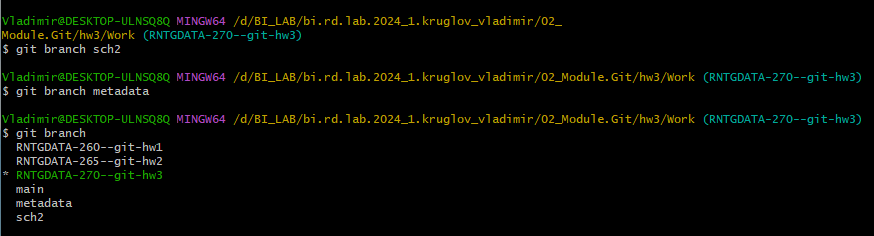 Vladimir@DESKTOP-ULNSQ8Q MINGW64 /d/BI_LAB/bi.rd.lab.2024_1.kruglov_vladimir/02_
Module.Git/hw3/Work (RNTGDATA-270--git-hw3)
$ git branch sch2
Vladimir@DESKTOP-ULNSQ8Q MINGW64 /d/BI_LAB/bi.rd.lab.2024_1.kruglov_vladimir/02_Module.Git/hw3/Work (RNTGDATA-270--git-hw3)
$ git branch metadata
Vladimir@DESKTOP-ULNSQ8Q MINGW64 /d/BI_LAB/bi.rd.lab.2024_1.kruglov_vladimir/02_Module.Git/hw3/Work (RNTGDATA-270--git-hw3)
$ git branch
  RNTGDATA-260--git-hw1
  RNTGDATA-265--git-hw2
* RNTGDATA-270--git-hw3
  main
  metadata
  sch2